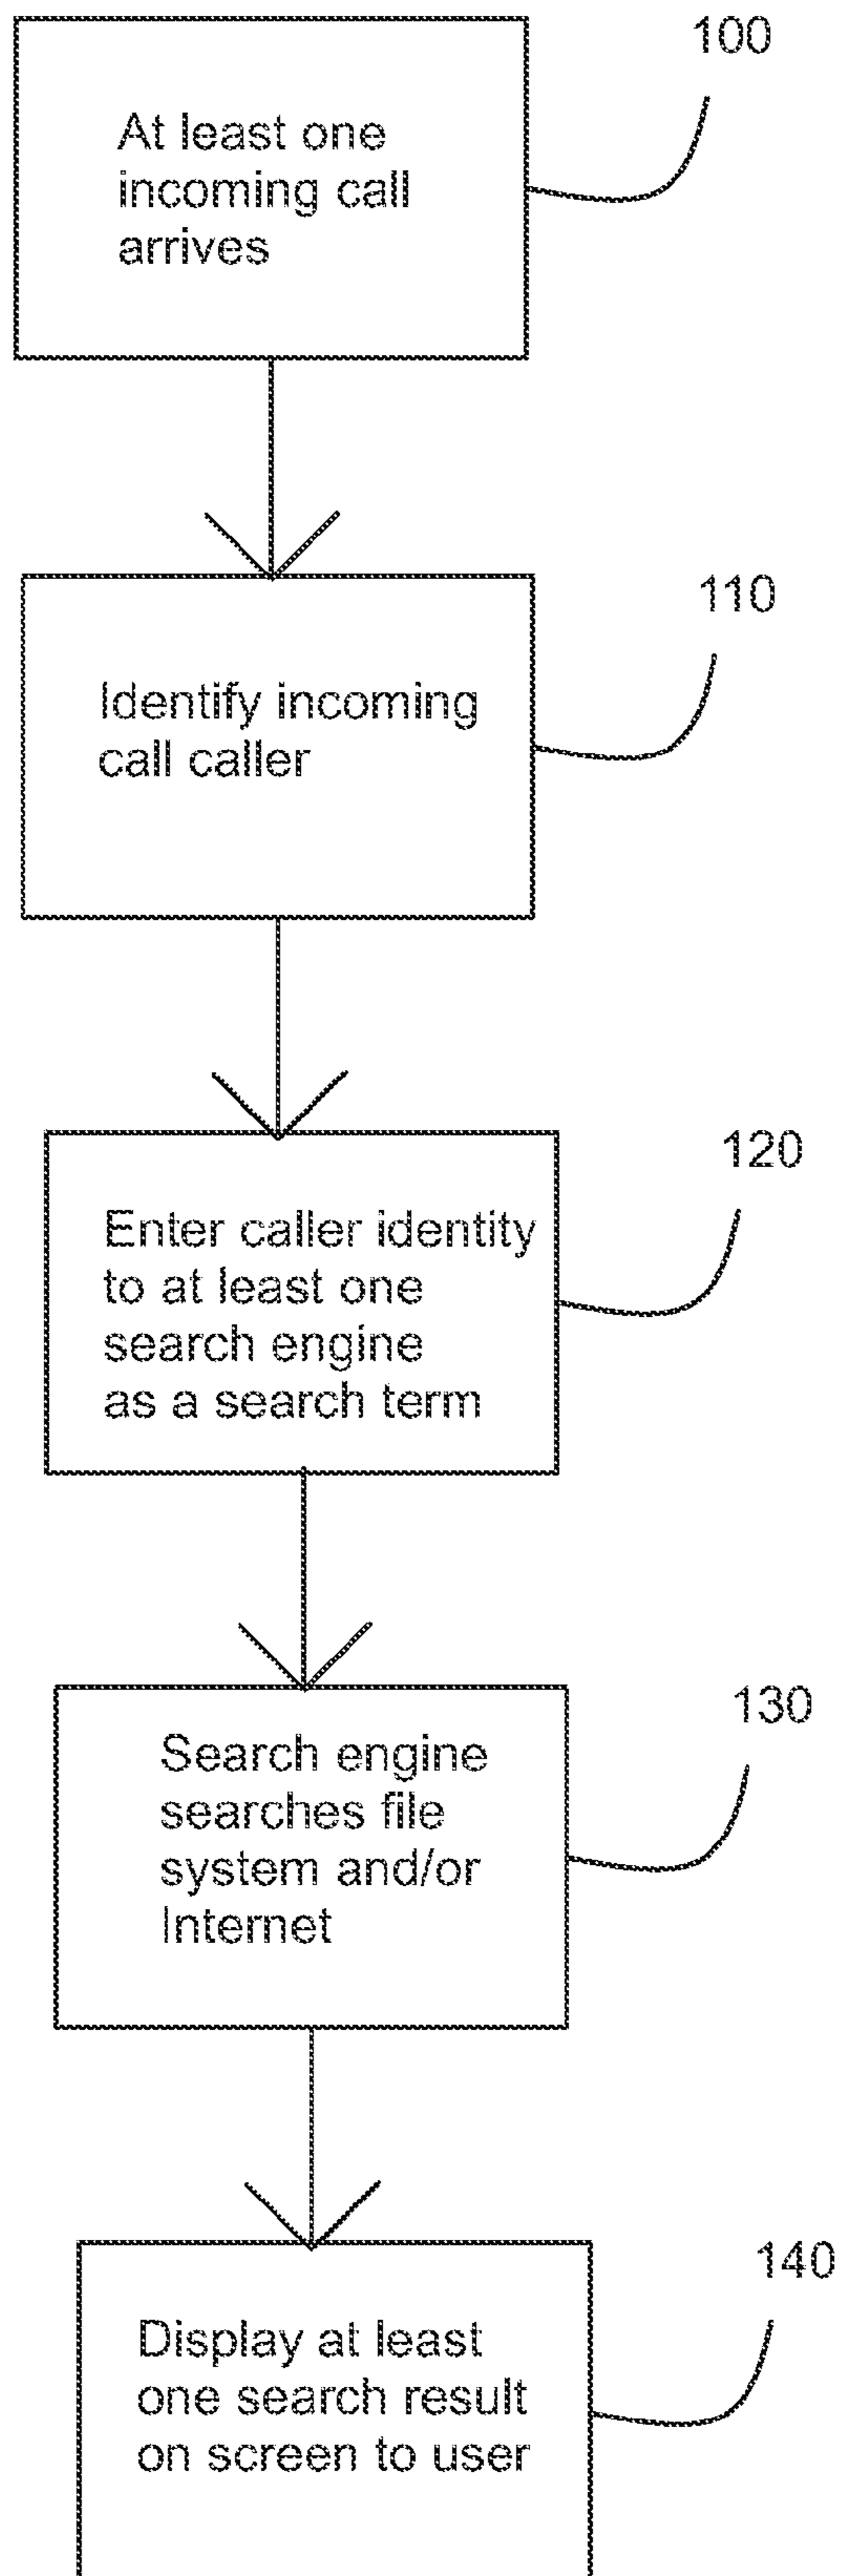 100
At least one
incoming call
arrives
110
Identify incoming
call caller
120
Enter caller identity
to at least one
search engine
as a search term
130
Search engine
searches file
system and/or
Internet
140
Display at least
one search result
on screen to user